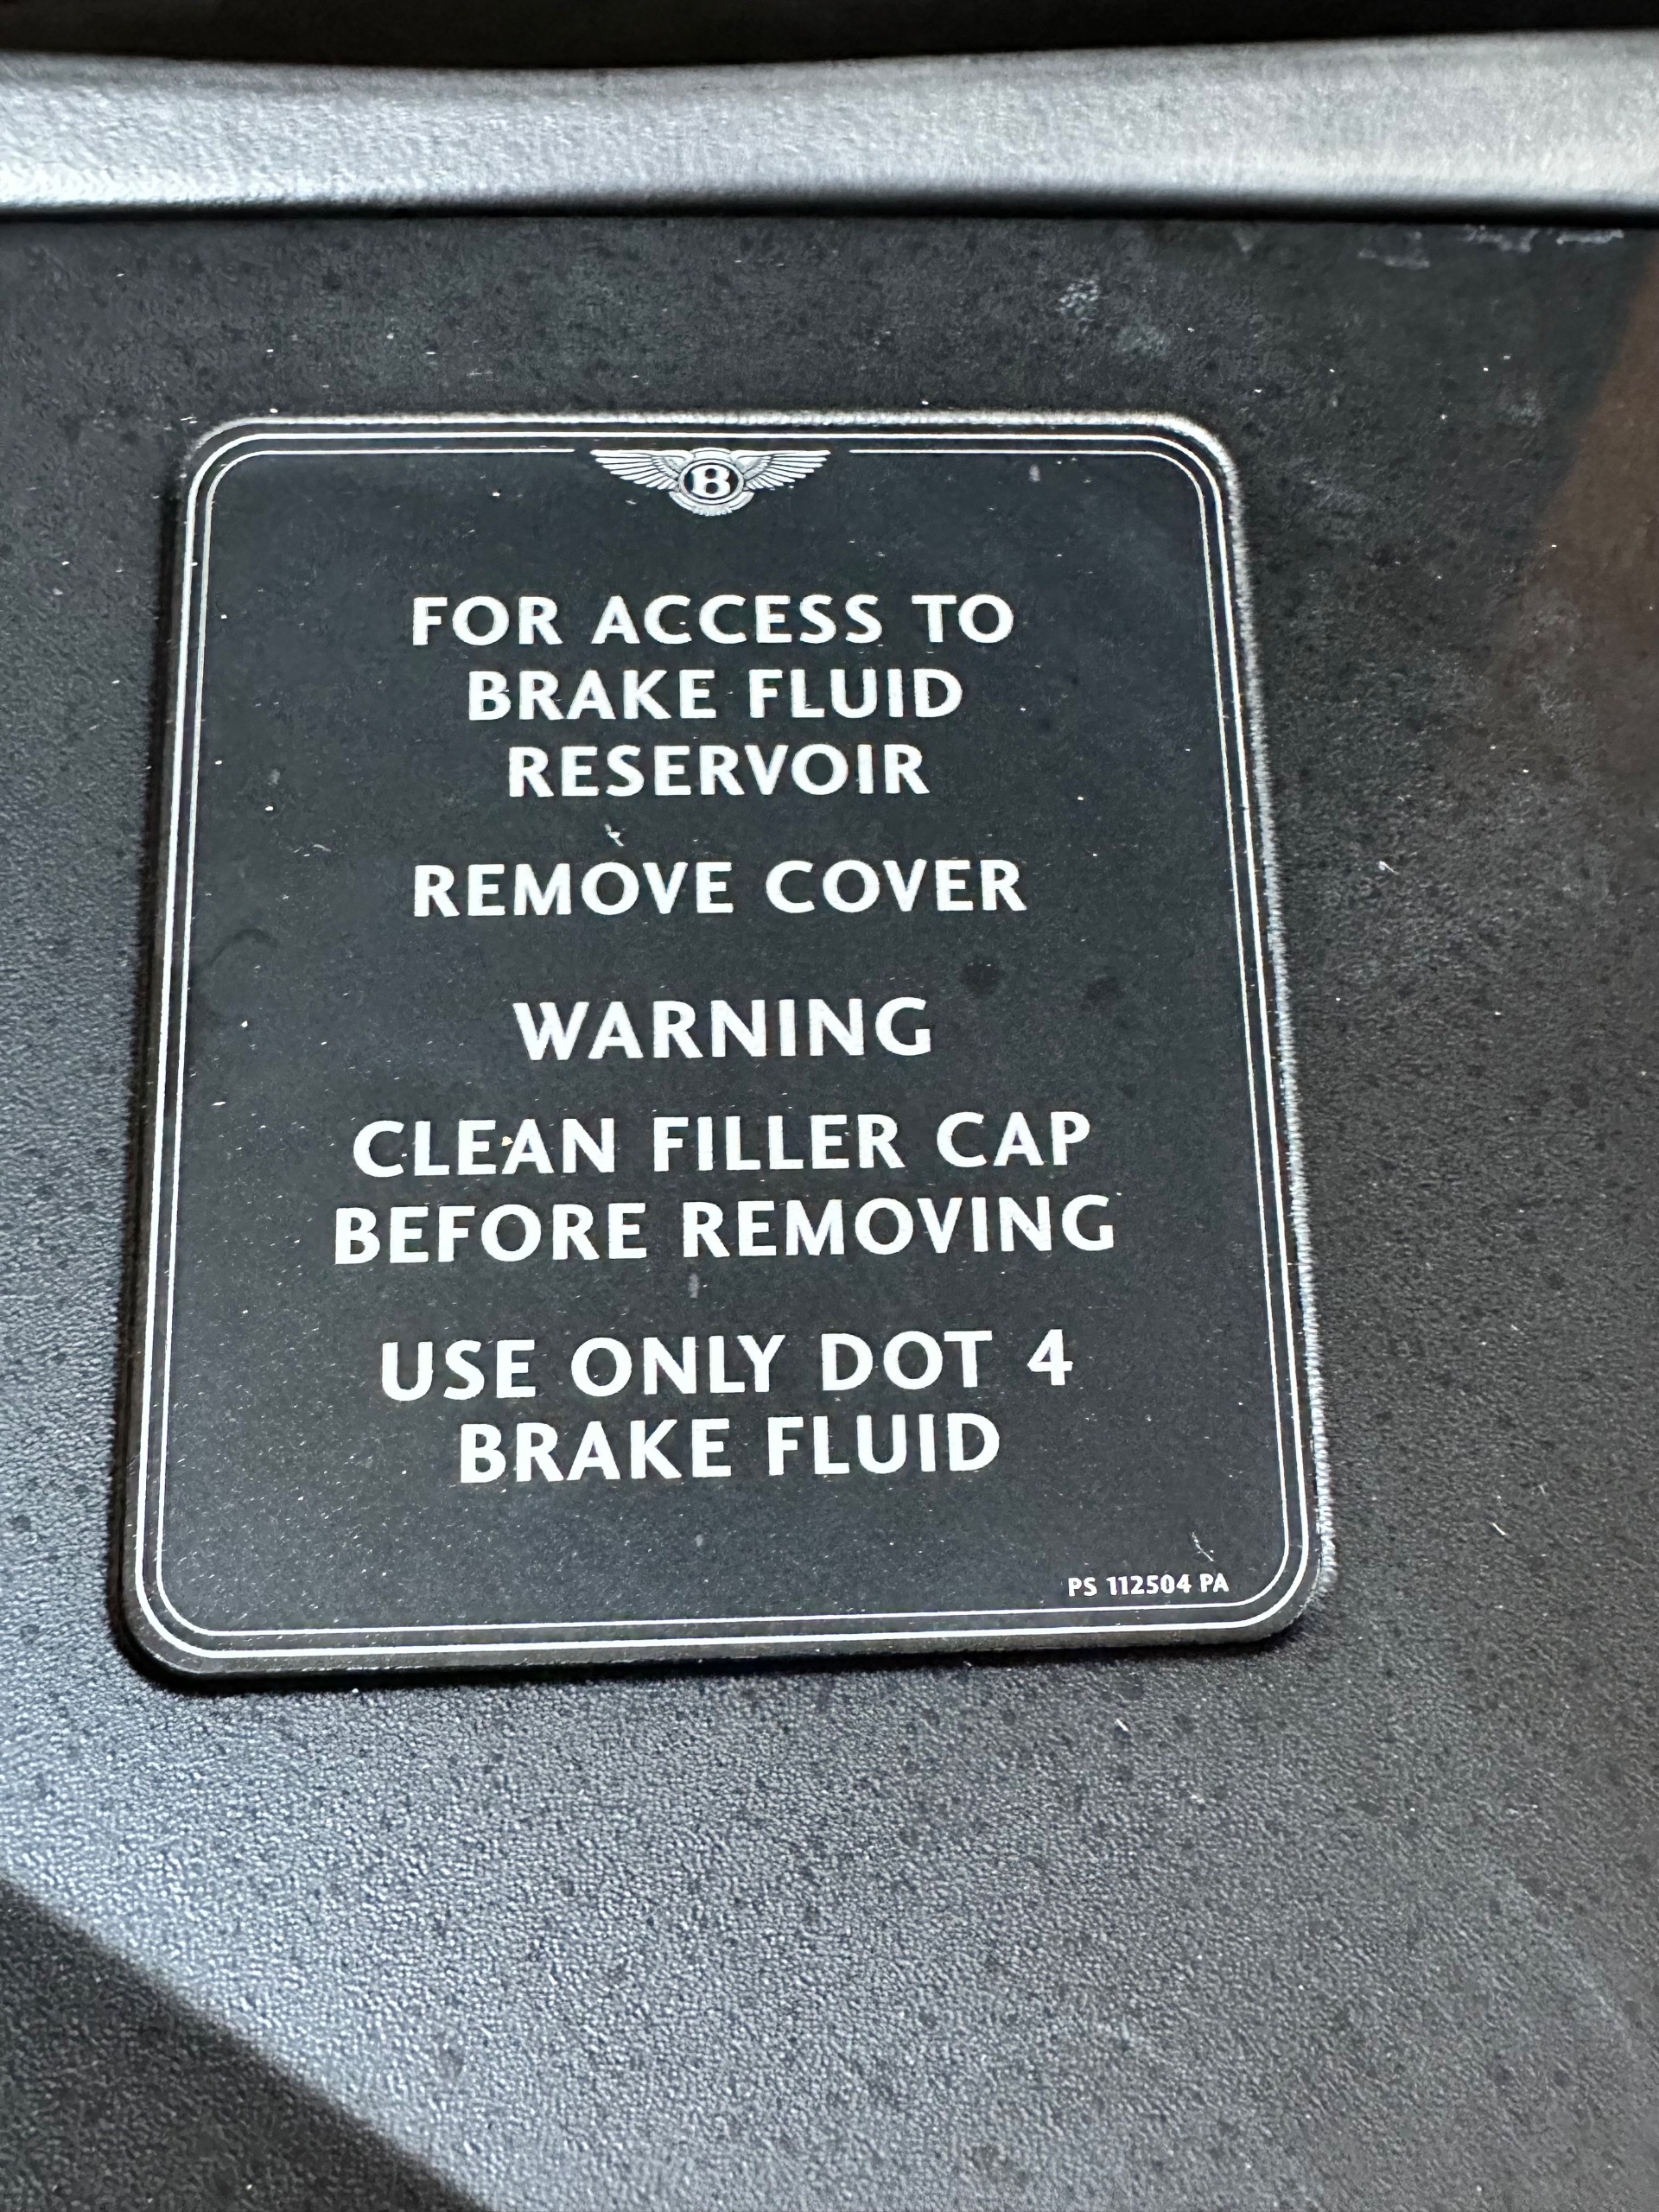 B
FOR ACCESS TO
BRAKE FLUID
RESERVOIR
REMOVE COVER
WARNING
CLEAN FILLER CAP
BEFORE REMOVING
USE ONLY DOT 4
BRAKE FLUID
PS 112504 PA